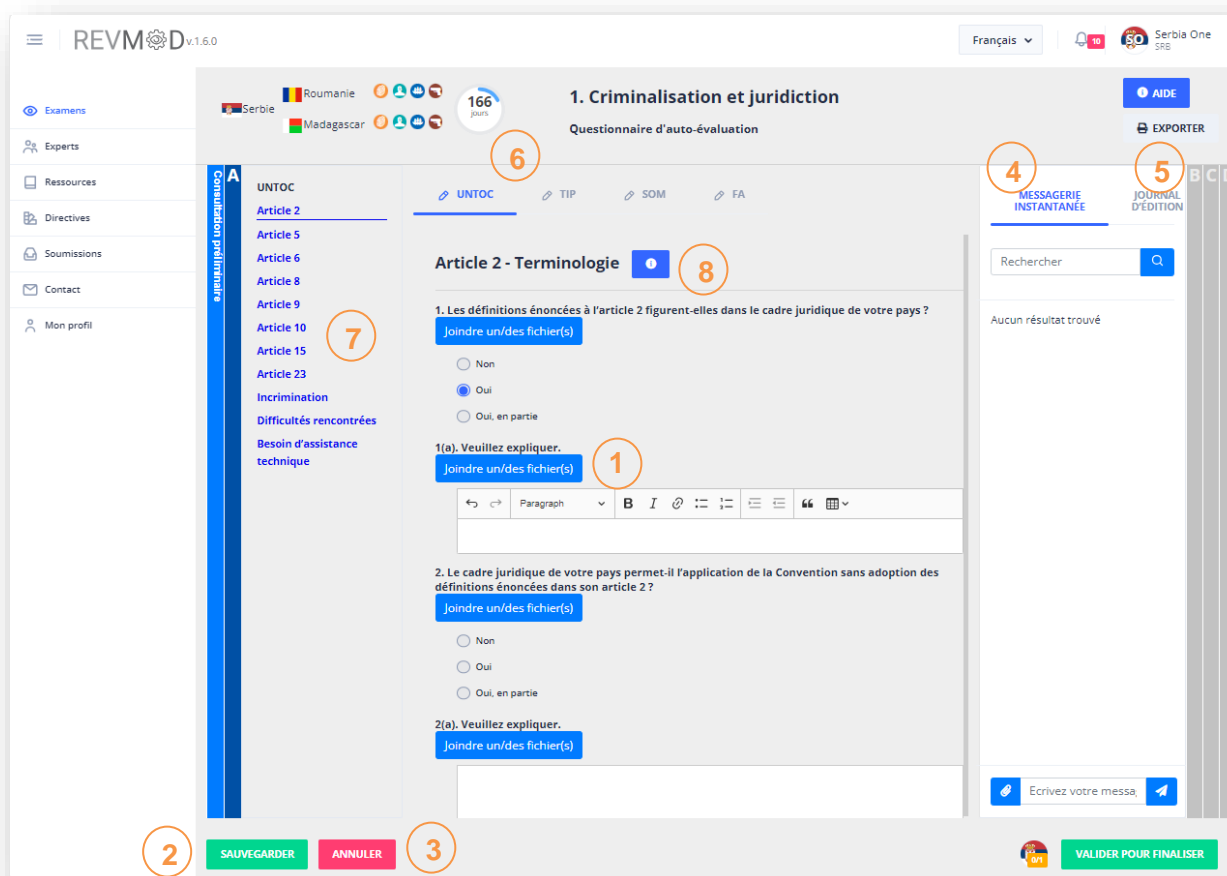 REVMOD v.1.6.0
Français
10
SO
Serbia One
SRB
Examens
Experts
Ressources
Directives
Soumissions
Contact
Mon profil
Serbie
Roumanie
Madagascar
166
jours
1. Criminalisation et juridiction
Questionnaire d'auto-évaluation
AIDE
EXPORTER
6
4
5
Consultation préliminaire
A
UNTOC
Article 2
Article 5
Article 6
Article 8
Article 9
Article 10
Article 15
Article 23
Incrimination
Difficultés rencontrées
Besoin d'assistance
technique
7
UNTOC
TIP
SOM
FA
Article 2 - Terminologie
8
1. Les définitions énoncées à l'article 2 figurent-elles dans le cadre juridique de votre pays ?
Joindre un/des fichier(s)
Non
Oui
Oui, en partie
1(a). Veuillez expliquer.
Joindre un/des fichier(s)
1
Paragraph
B I
2. Le cadre juridique de votre pays permet-il l'application de la Convention sans adoption des
définitions énoncées dans son article 2 ?
Joindre un/des fichier(s)
Non
Oui
Oui, en partie
2(a). Veuillez expliquer.
Joindre un/des fichier(s)
MESSAGERIE
INSTANTANÉE
JOURNAL
D'ÉDITION
B C
Rechercher
Aucun résultat trouvé
Ecrivez votre messa
2
SAUVEGARDER
ANNULER
3
0/1
VALIDER POUR FINALISER